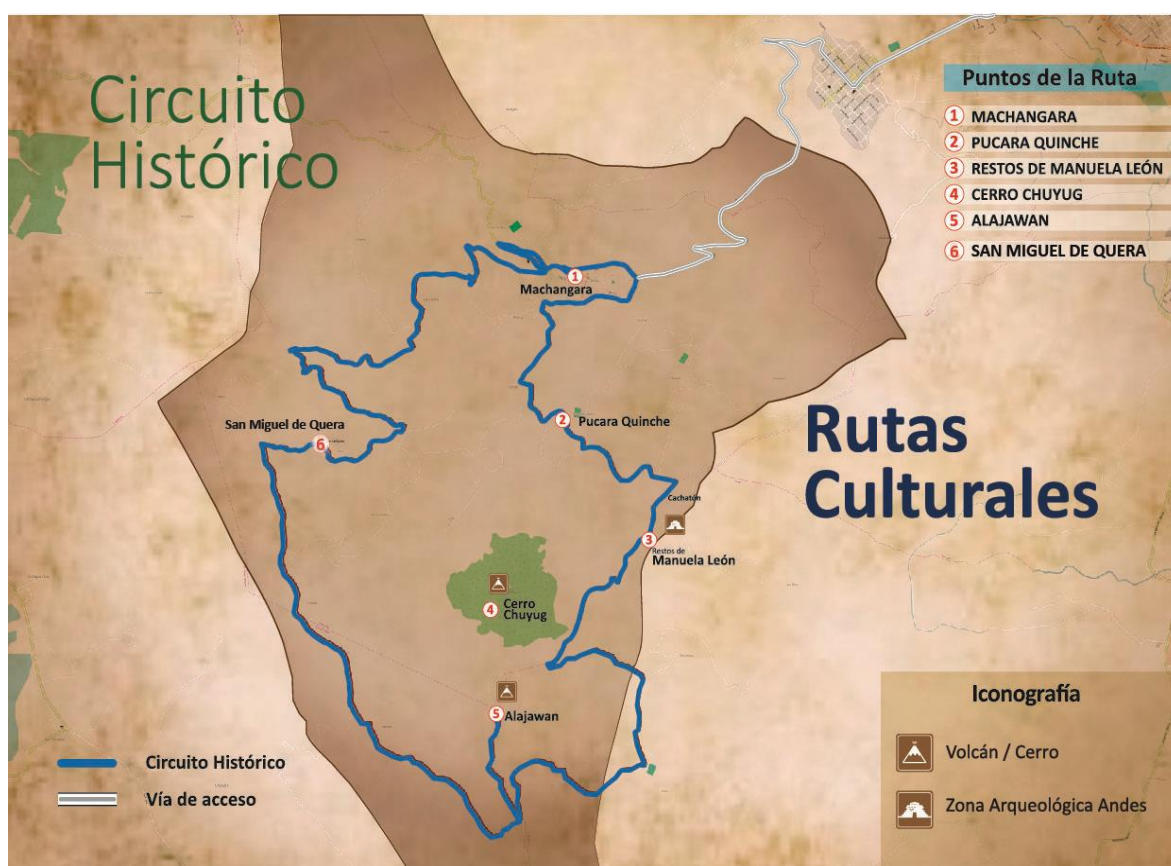 Circuito
Histórico
Puntos de la Ruta
1 MACHANGARA
2 PUCARA QUINCHE
3 RESTOS DE MANUELA LEÓN
4 CERRO CHUYUG
5 ALAJAWAN
6 SAN MIGUEL DE QUERA
1
Machangara
2 Pucara Quinche
San Miguel de Quera
6
Rutas
Culturales
Cachatón
3
Restos de
Manuela León
4 Cerro
Chuyug
5 Alajawan
Iconografía
Volcán / Cerro
Zona Arqueológica Andes
Circuito Histórico
Vía de acceso